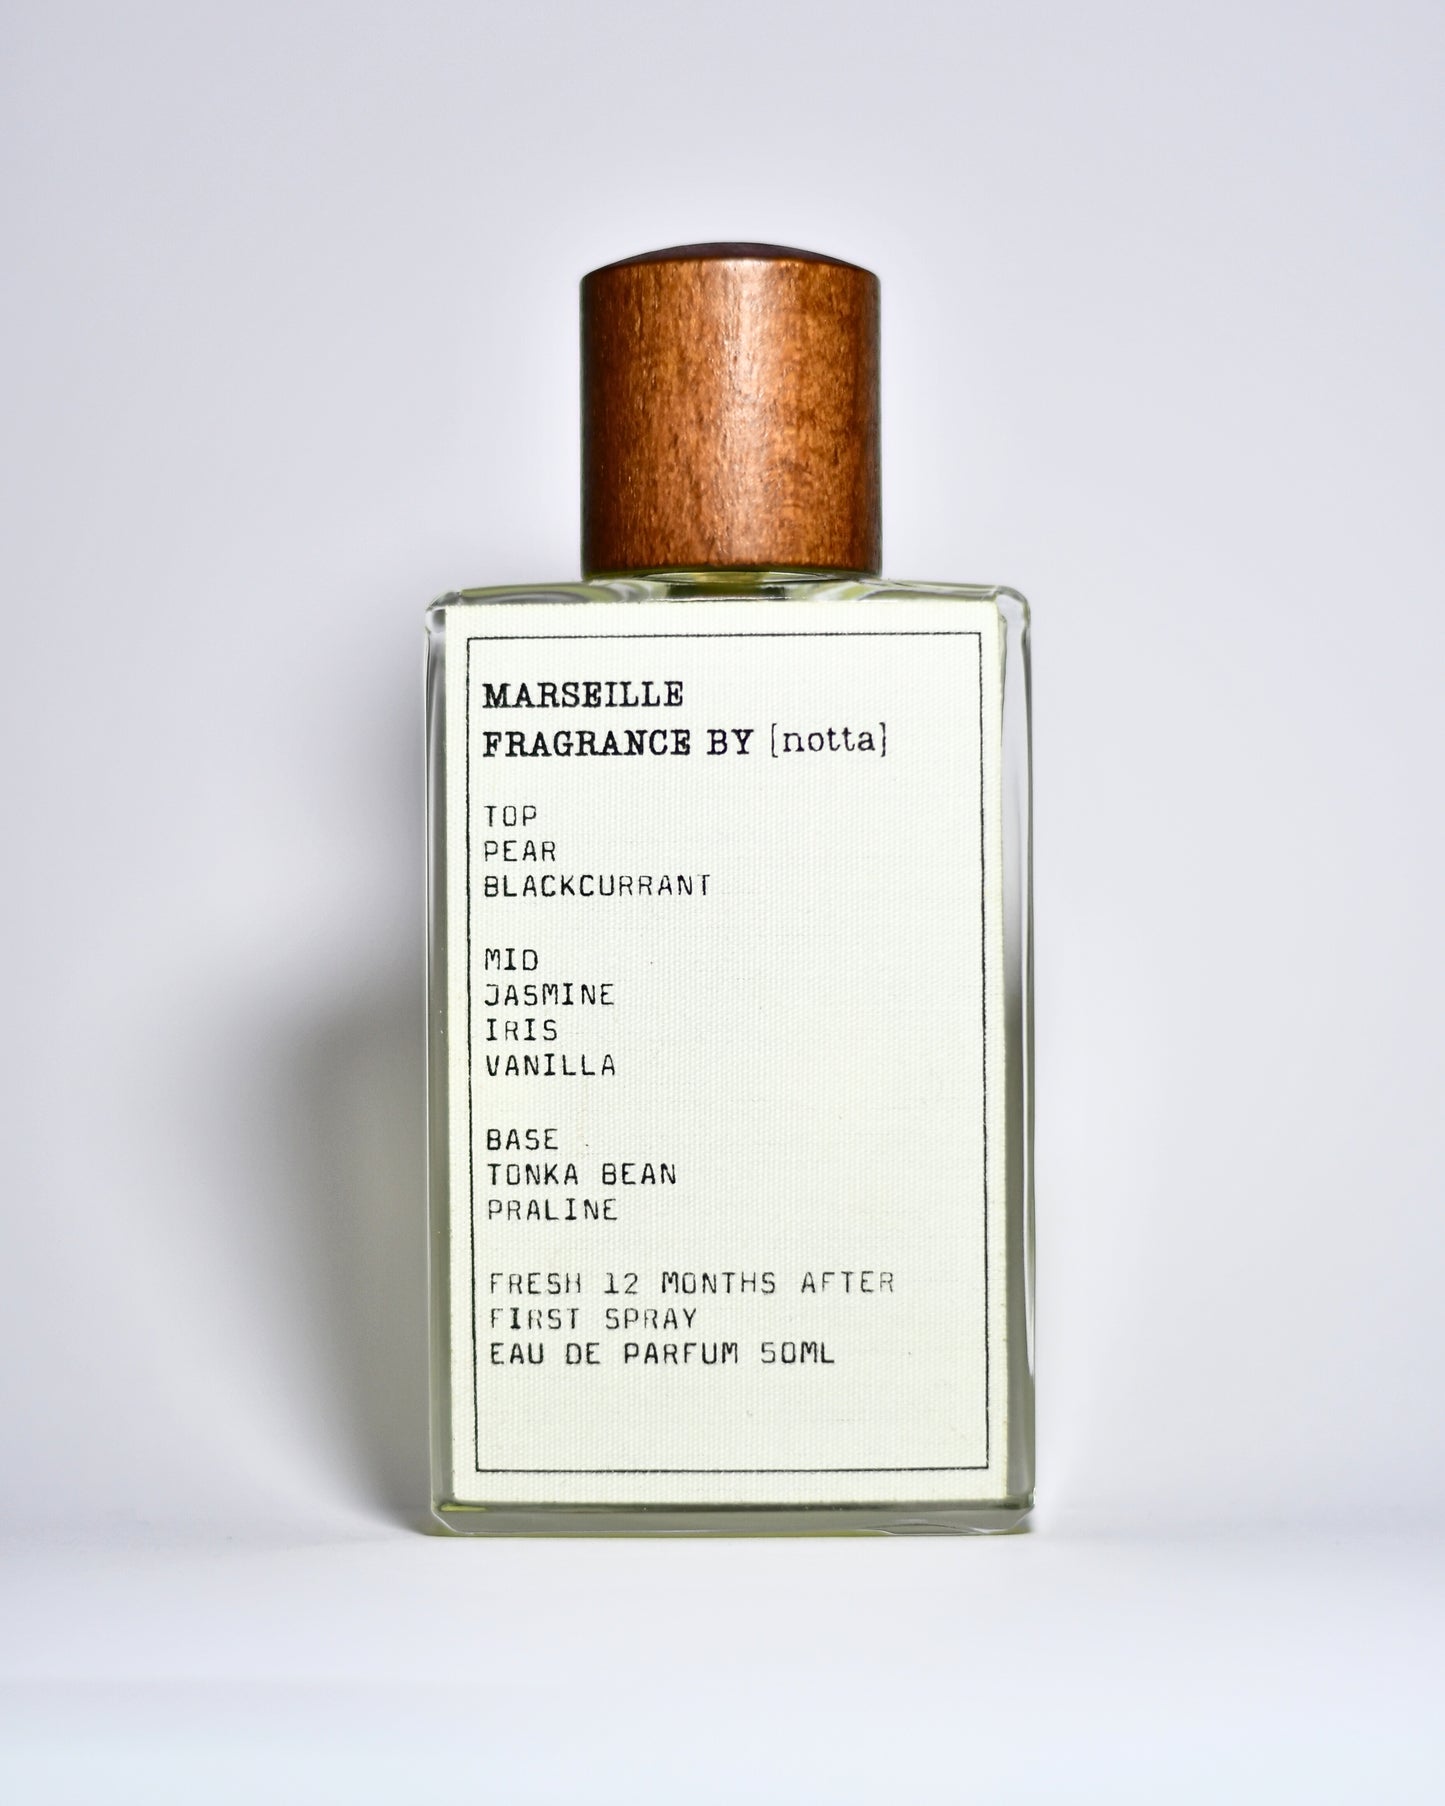 MARSEILLE
FRAGRANCE BY [notta]
TOP
PEAR
BLACKCURRANT
MID
JASMINE
IRIS
VANILLA
BASE
TONKA BEAN
PRALINE
FRESH 12 MONTHS AFTER
FIRST SPRAY
EAU DE PARFUM 50ML